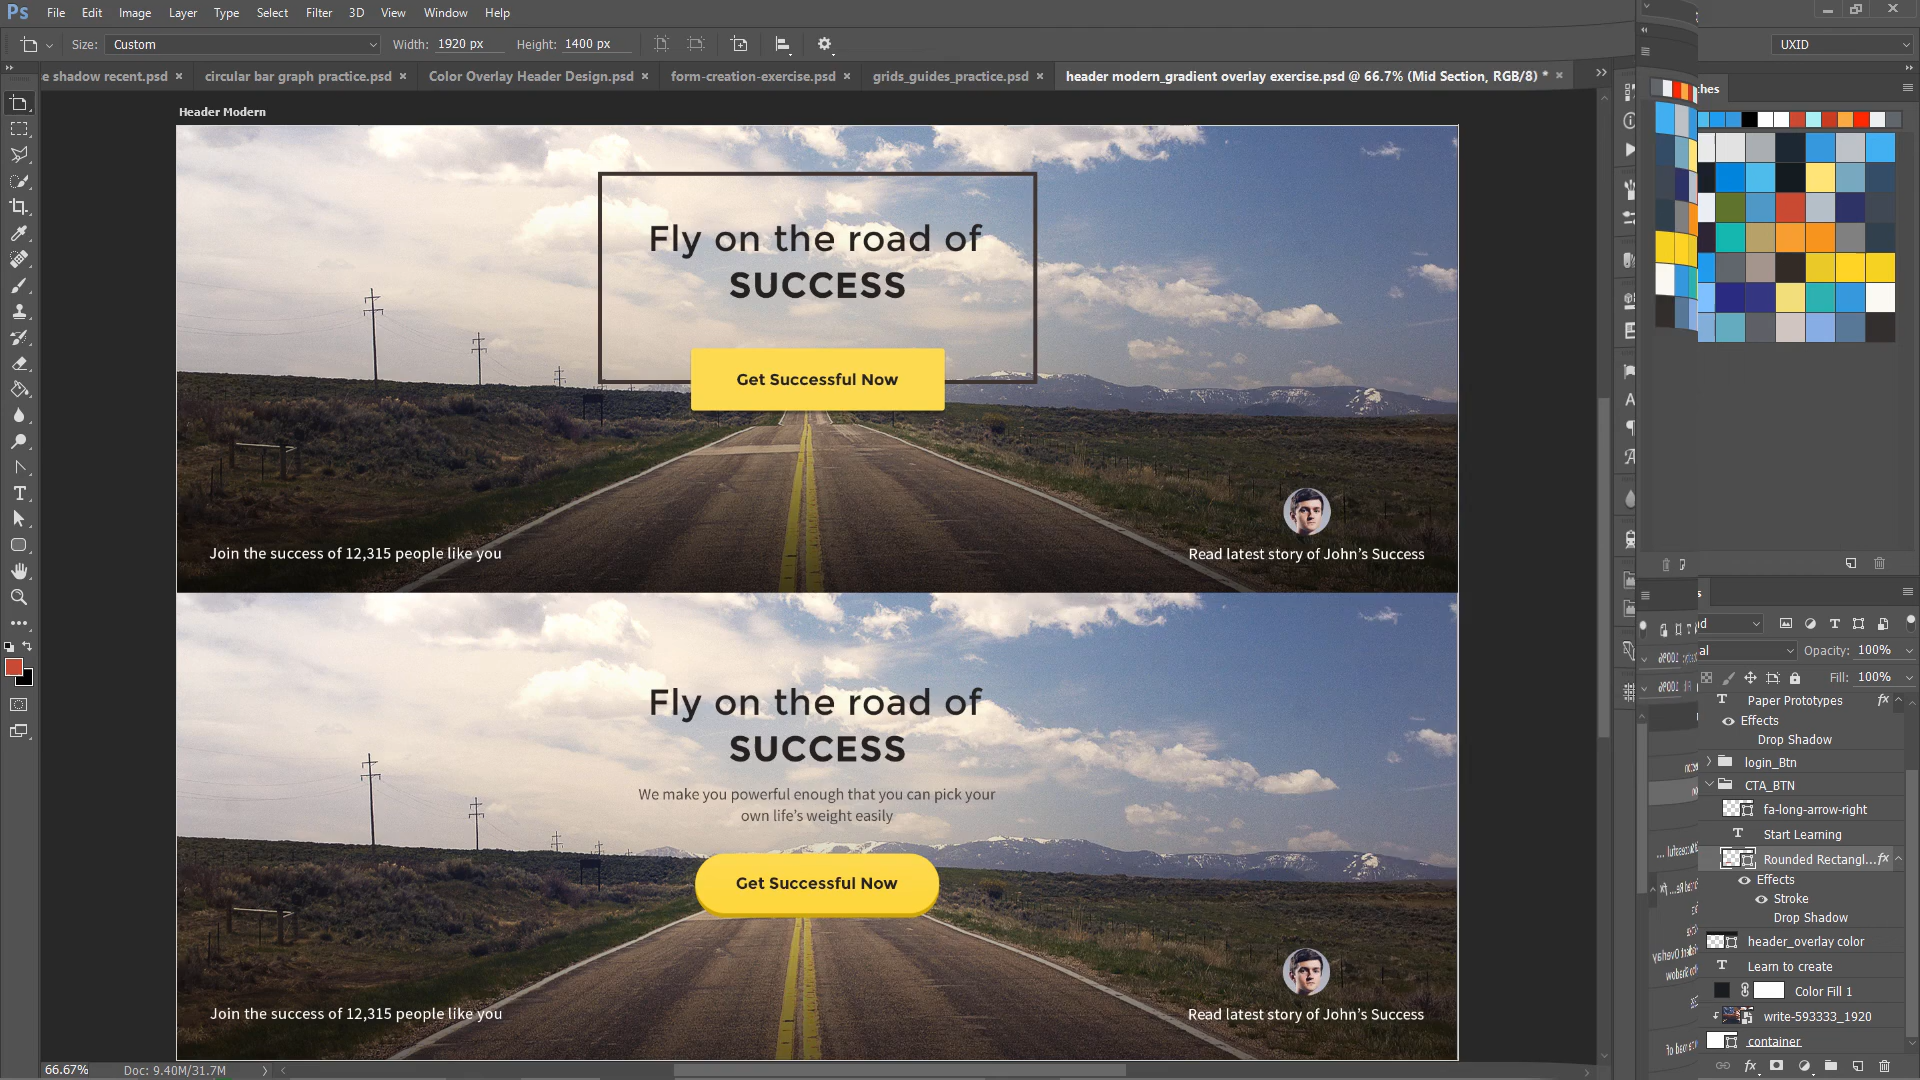 Ps File Edit Image Layer Type Select Filter 3D View Window Help
Size: Custom Width: 1920 px Height: 1400 px UXID
e shadow recent.psd × circular bar graph practice.psd × Color Overlay Header Design.psd × form-creation-exercise.psd × grids_guides_practice.psd × header modern_gradient overlay exercise.psd @ 66.7% (Mid Section, RGB/8) * ×
ches
Header Modern
Fly on the road of
SUCCESS
Get Successful Now
Join the success of 12,315 people like you
Read latest story of John's Success
Fly on the road of
SUCCESS
We make you powerful enough that you can pick your
own life's weight easily
Get Successful Now
Join the success of 12,315 people like you
Read latest story of John's Success
Opacity: 100%
Fill: 100%
Paper Prototypes fx
Effects
Drop Shadow
login_Btn
CTA_BTN
fa-long-arrow-right
Start Learning
Rounded Rectangl... fx
Effects
Stroke
Drop Shadow
header_overlay color
Learn to create
Color Fill 1
write-593333_1920
container
66.67% Doc: 9.40M/31.7M